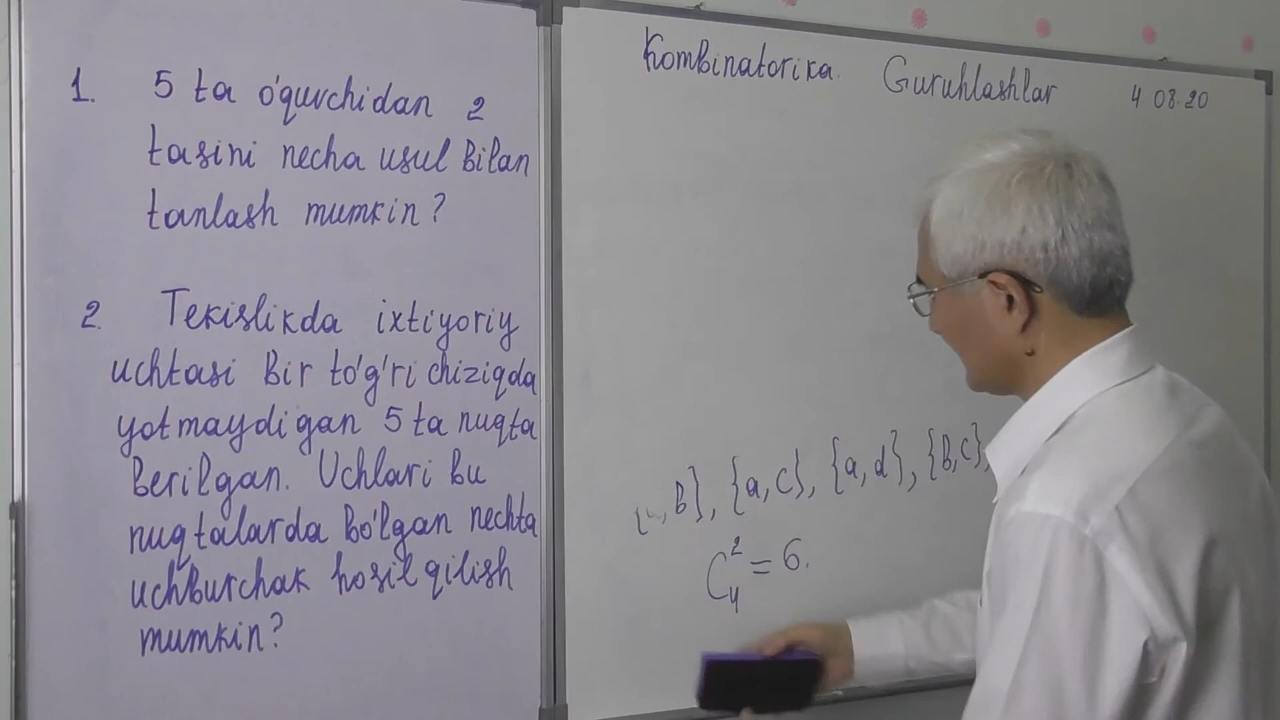 1. 5 ta o'quvchidan 2
tasini necha usul bilan
tanlash mumkin?
2. Tekislikda ixtiyoriy
uchtasi bir to'g'ri chiziqda
yotmaydigan 5 ta nuqta
berilgan. Uchlari bu
nuqtalarda bo'lgan nechta
uchburchak hosil qilish
mumkin?
Kombinatorika. Guruhlashlar 4 08.20
, B}, {a, c}, {a, d}, {B, c},
C₄² = 6.